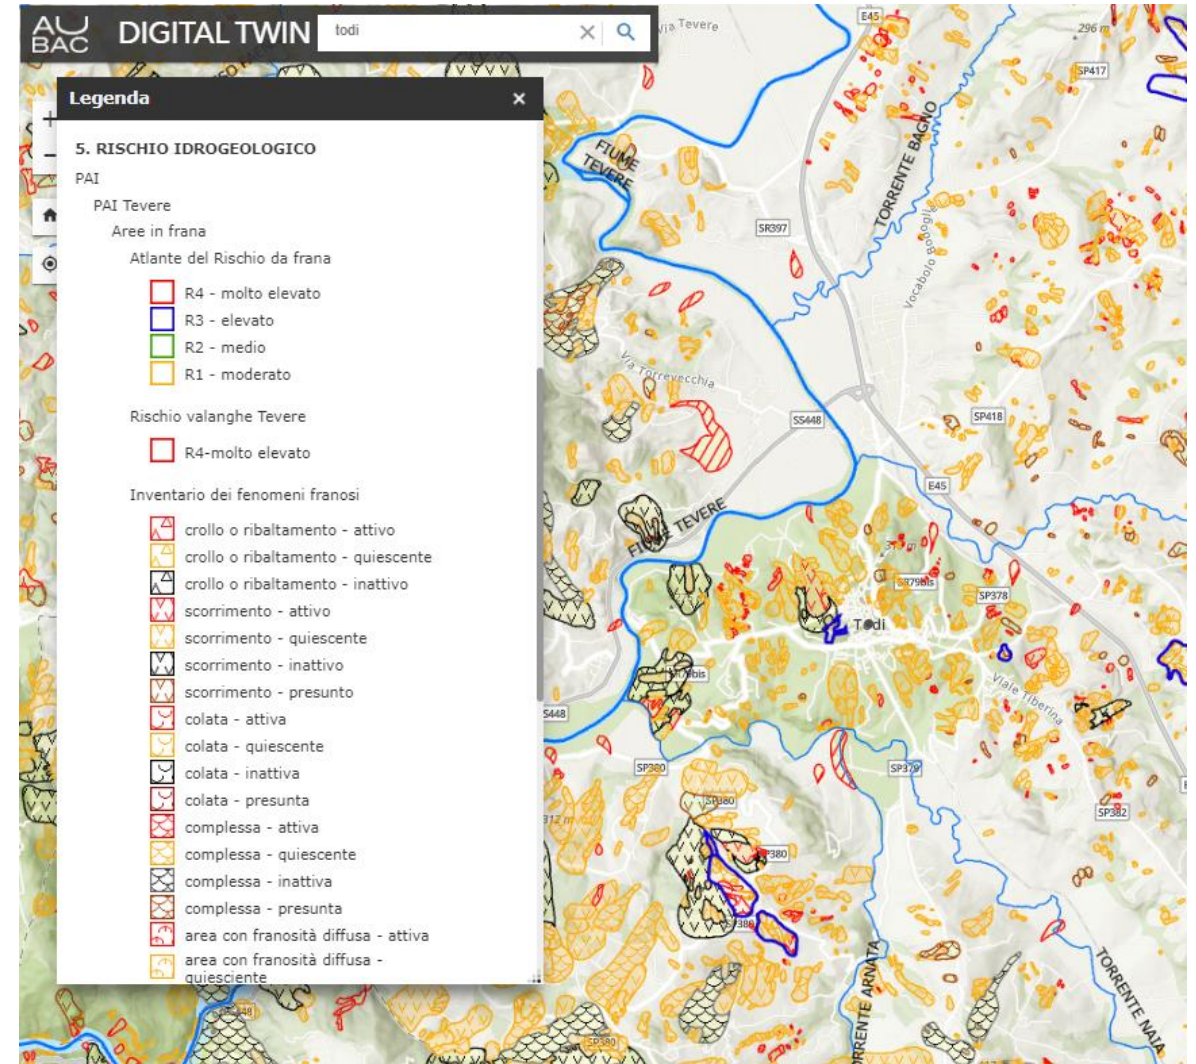 AU
BAC
DIGITAL TWIN
todi
Legenda
×
5. RISCHIO IDROGEOLOGICO
PAI
PAI Tevere
Aree in frana
Atlante del Rischio da frana
R4 - molto elevato
R3 - elevato
R2 - medio
R1 - moderato
Rischio valanghe Tevere
R4-molto elevato
Inventario dei fenomeni franosi
crollo o ribaltamento - attivo
crollo o ribaltamento - quiescente
crollo o ribaltamento - inattivo
scorrimento - attivo
scorrimento - quiescente
scorrimento - inattivo
scorrimento - presunto
colata - attiva
colata - quiescente
colata - inattiva
colata - presunta
complessa - attiva
complessa - quiescente
complessa - inattiva
complessa - presunta
area con franosità diffusa - attiva
area con franosità diffusa -
quiesciente
Via Tevere
E45
296 m
SP417
FIUME
TEVERE
TORRENTE BAGNO
SR397
Via Torrevecchia
SS448
SP418
E45
FIUME TEVERE
SR79bis
SP378
Todi
Viale Tiberina
S448
SP380
SP379
SP380
312 m
SP382
SP380
TORRENTE ARNATA
TORRENTE NAIA
SP380